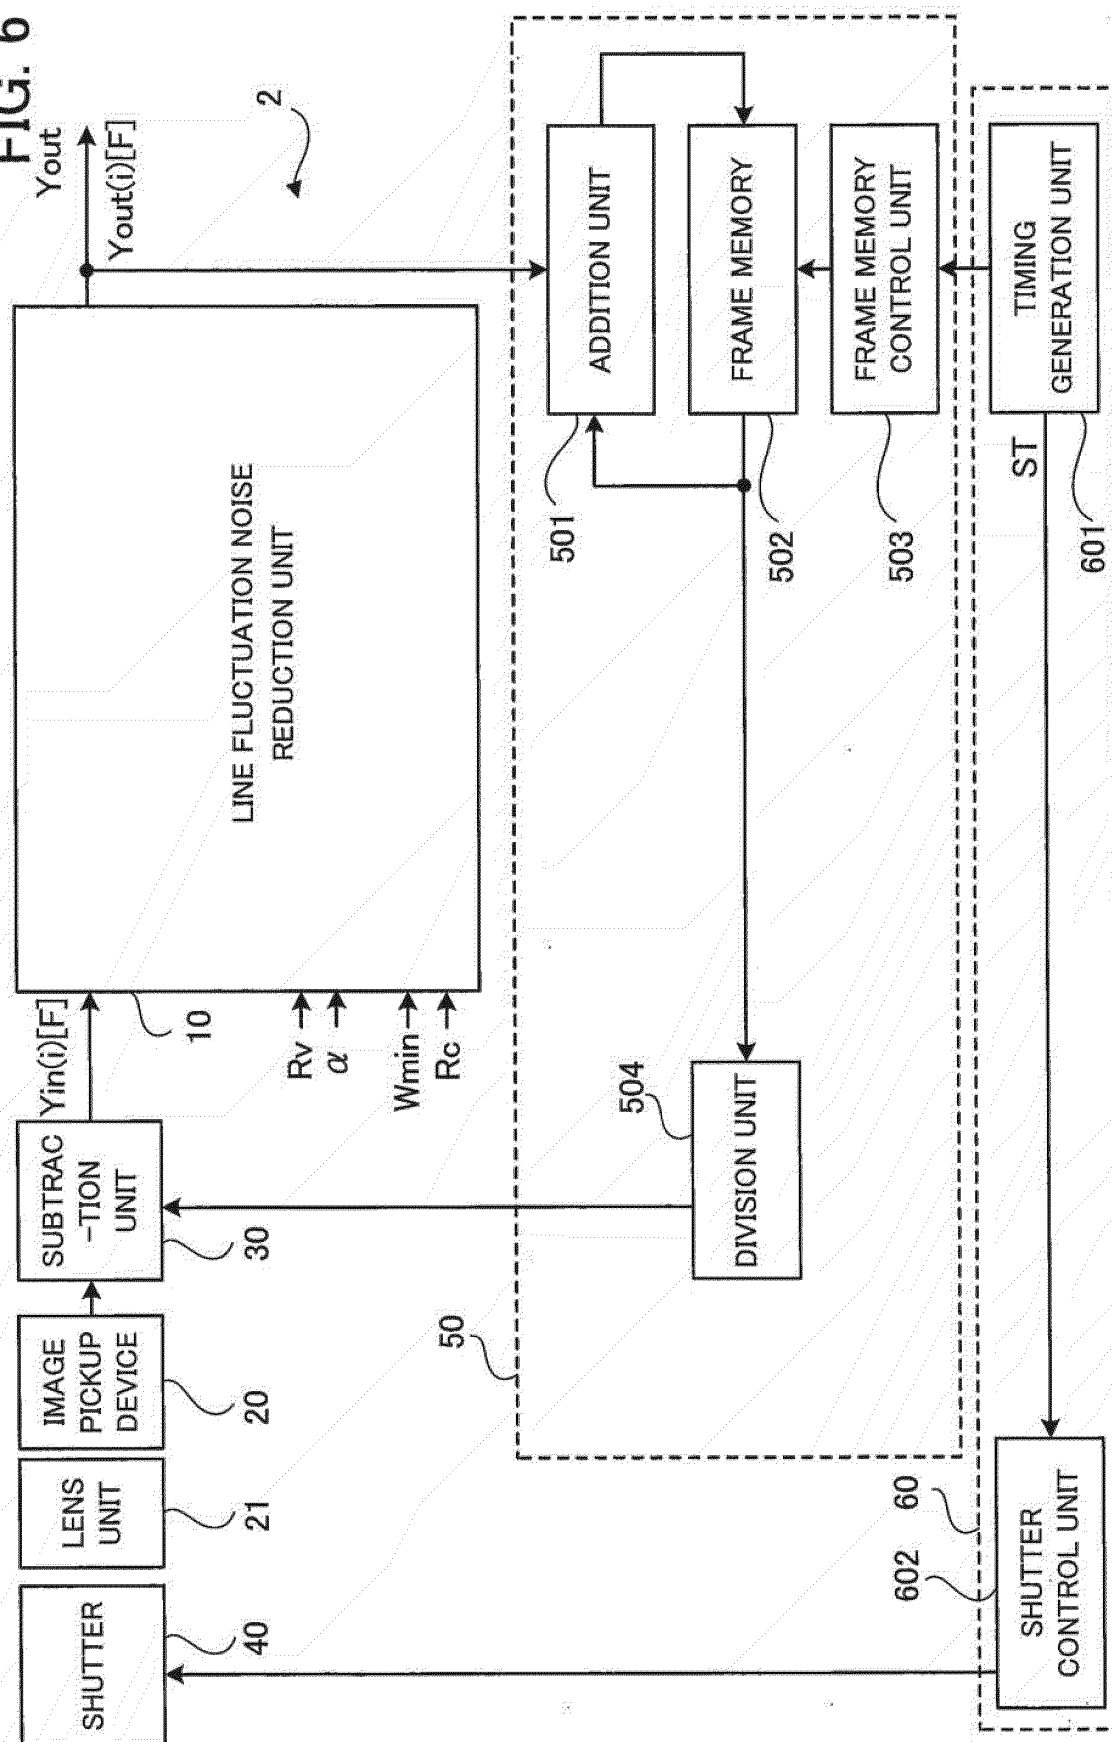 FIG. 6
2
SHUTTER
40
LENS
UNIT
21
IMAGE
PICKUP
DEVICE
20
SUBTRAC
-TION
UNIT
30
Yin(i)[F]
10
Rv
α
Wmin
Rc
LINE FLUCTUATION NOISE
REDUCTION UNIT
Yout
Yout(i)[F]
50
DIVISION UNIT
504
ADDITION UNIT
501
FRAME MEMORY
502
FRAME MEMORY
CONTROL UNIT
503
60
SHUTTER
CONTROL UNIT
602
ST
TIMING
GENERATION UNIT
601